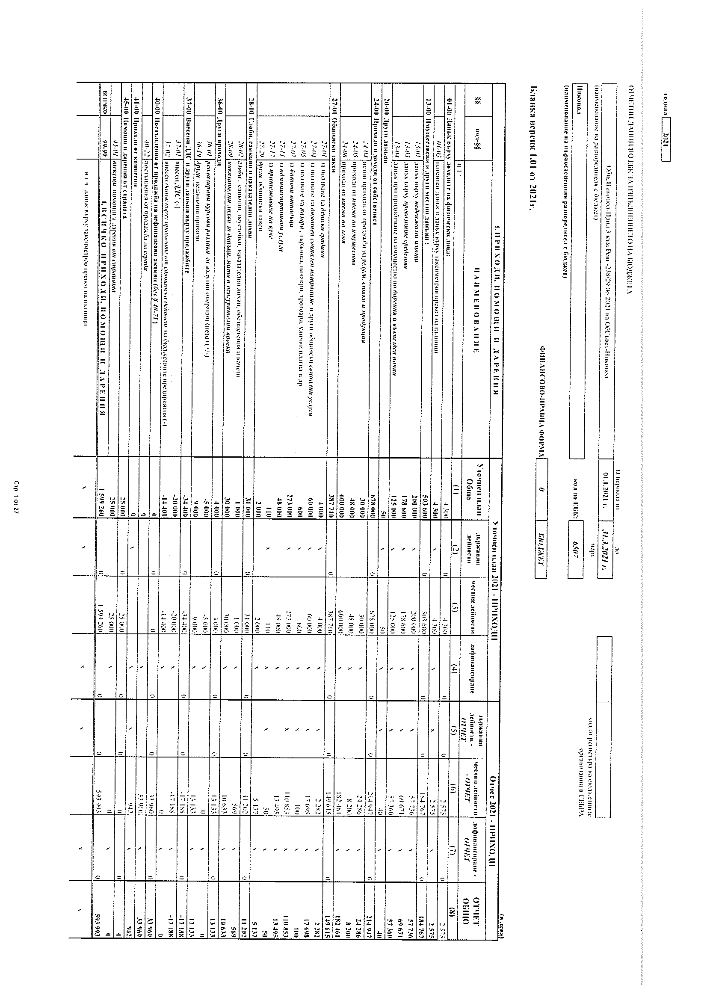 година 2021
ОТЧЕТНИ ДАННИ ПО ЕБК ЗА ИЗПЪЛНЕНИЕТО НА БЮДЖЕТА
за периода от до
Общ.Никопол-Прил.3 към Реш.-238/29.06.2021 на ОбСъвет-Никопол 01.1.2021 г. 31.3.2021 г.
(наименование на разпоредителя с бюджет) март
код от регистъра на бюджетните организации в СЕБРА
Никопол код по ЕБК: 6507
(наименование на първостепенния разпоредител с бюджет)
ФИНАНСОВО-ПРАВНА ФОРМА 0 БЮДЖЕТ
Бланка версия 1.01 от 2021г.
(в лева)
I. ПРИХОДИ, ПОМОЩИ И ДАРЕНИЯ Уточнен план 2021 - ПРИХОДИ Отчет 2021 - ПРИХОДИ
§§ под-§§ НАИМЕНОВАНИЕ Уточнен план Общо държавни дейности местни дейности дофинансиране държавни дейности - ОТЧЕТ местни дейности - ОТЧЕТ дофинансиране - ОТЧЕТ ОТЧЕТ ОБЩО
(1) (2) (3) (4) (5) (6) (7) (8)
01-00 Данък върху доходите на физически лица: 4 300 0 4 300 0 0 2 575 0 2 575
01-03 патентен данък и данък върху таксиметров превоз на пътници 4 300 x 4 300 x x 2 575 x 2 575
13-00 Имуществени и други местни данъци: 503 600 0 503 600 0 0 184 767 0 184 767
13-01 данък върху недвижими имоти 200 000 x 200 000 x x 57 736 x 57 736
13-03 данък върху превозните средства 178 600 x 178 600 x x 69 671 x 69 671
13-04 данък при придобиване на имущество по дарения и възмезден начин 125 000 x 125 000 x x 57 360 x 57 360
20-00 Други данъци 50 x 50 x x 40 x 40
24-00 Приходи и доходи от собственост 678 000 0 678 000 0 0 214 947 0 214 947
24-04 нетни приходи от продажби на услуги, стоки и продукция 30 000 30 000 x 24 286 x 24 286
24-05 приходи от наеми на имущество 48 000 48 000 x 8 200 x 8 200
24-06 приходи от наеми на земя 600 000 600 000 x 182 461 x 182 461
27-00 Общински такси 387 710 0 387 710 0 0 149 615 0 149 615
27-01 за ползване на детски градини 4 000 x 4 000 x x 2 282 x 2 282
27-04 за ползване на домашен социален патронаж и други общински социални услуги 60 000 x 60 000 x x 17 698 x 17 698
27-05 за ползване на пазари, тържища, панаири, тротоари, улични платна и др. 600 x 600 x x 100 x 100
27-07 за битови отпадъци 273 000 273 000 x x 110 853 x 110 853
27-11 за административни услуги 48 000 48 000 x 13 495 x 13 495
27-17 за притежаване на куче 110 x 110 x x 50 x 50
27-29 други общински такси 2 000 2 000 x 5 137 x 5 137
28-00 Глоби, санкции и наказателни лихви 31 000 0 31 000 0 0 11 202 0 11 202
28-02 глоби, санкции, неустойки, наказателни лихви, обезщетения и начети 1 000 1 000 x 569 x 569
28-09 наказателни лихви за данъци, мита и осигурителни вноски 30 000 30 000 x 10 633 x 10 633
36-00 Други приходи 4 000 0 4 000 0 0 13 133 0 13 133
36-01 реализирани курсови разлики от валутни операции (нето) (+/-) -5 000 -5 000 x 0 x 0
36-19 други неданъчни приходи 9 000 9 000 x 13 133 x 13 133
37-00 Внесени ДДС и други данъци върху продажбите -34 400 0 -34 400 0 0 -17 188 0 -17 188
37-01 внесен ДДС (-) -20 000 -20 000 x -17 188 x -17 188
37-02 внесен данък върху приходите от стопанска дейност на бюджетните предприятия (-) -14 400 -14 400 x 0 x 0
40-00 Постъпления от продажба на нефинансови активи (без § 40-71) 0 0 0 0 0 33 960 0 33 960
40-22 постъпления от продажба на сгради 0 x 33 960 x 33 960
41-00 Приходи от концесии 0 x x x 942 x 942
45-00 Помощи и дарения от страната 25 000 0 25 000 0 0 0 0 0
45-01 текущи помощи и дарения от страната 25 000 25 000 x 0 x 0
всичко 99-99 I. ВСИЧКО ПРИХОДИ, ПОМОЩИ И ДАРЕНИЯ 1 599 260 0 1 599 260 0 0 593 993 0 593 993
в т.ч. данък върху таксиметров превоз на пътници x x x x x x
Стр 1 от 27